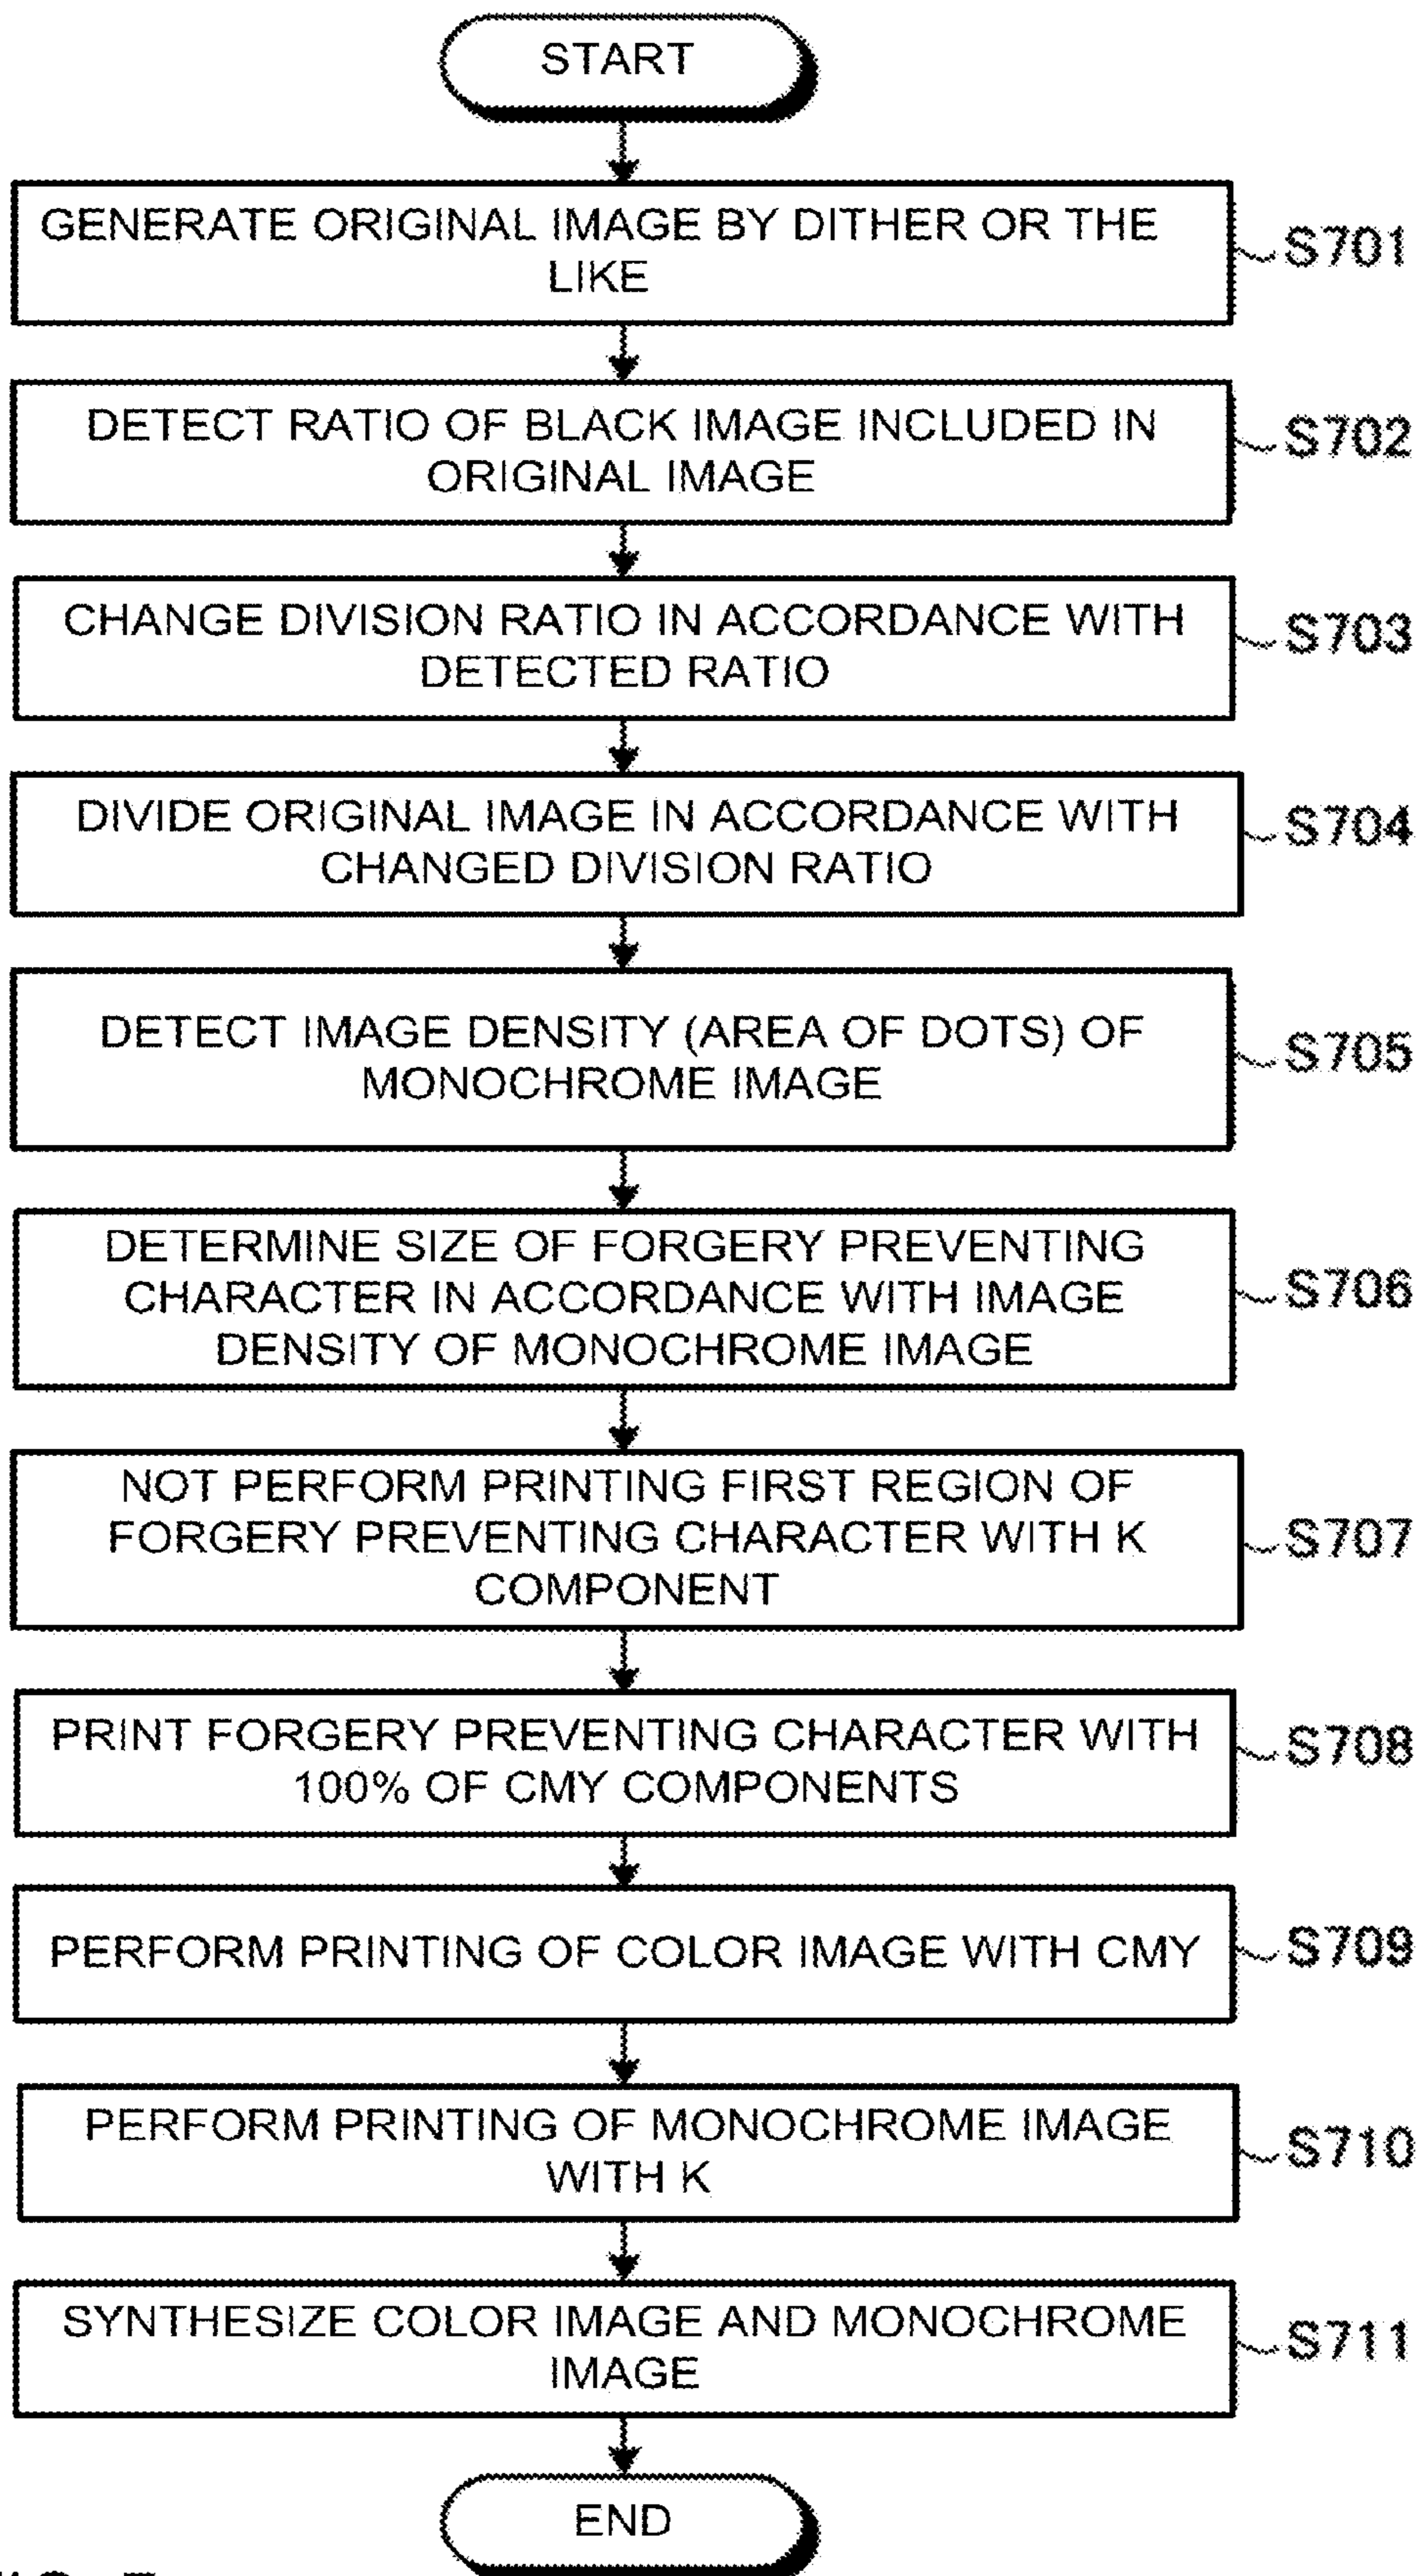 START
GENERATE ORIGINAL IMAGE BY DITHER OR THE
LIKE
S701
DETECT RATIO OF BLACK IMAGE INCLUDED IN
ORIGINAL IMAGE
S702
CHANGE DIVISION RATIO IN ACCORDANCE WITH
DETECTED RATIO
S703
DIVIDE ORIGINAL IMAGE IN ACCORDANCE WITH
CHANGED DIVISION RATIO
S704
DETECT IMAGE DENSITY (AREA OF DOTS) OF
MONOCHROME IMAGE
S705
DETERMINE SIZE OF FORGERY PREVENTING
CHARACTER IN ACCORDANCE WITH IMAGE
DENSITY OF MONOCHROME IMAGE
S706
NOT PERFORM PRINTING FIRST REGION OF
FORGERY PREVENTING CHARACTER WITH K
COMPONENT
S707
PRINT FORGERY PREVENTING CHARACTER WITH
100% OF CMY COMPONENTS
S708
PERFORM PRINTING OF COLOR IMAGE WITH CMY
S709
PERFORM PRINTING OF MONOCHROME IMAGE
WITH K
S710
SYNTHESIZE COLOR IMAGE AND MONOCHROME
IMAGE
S711
END